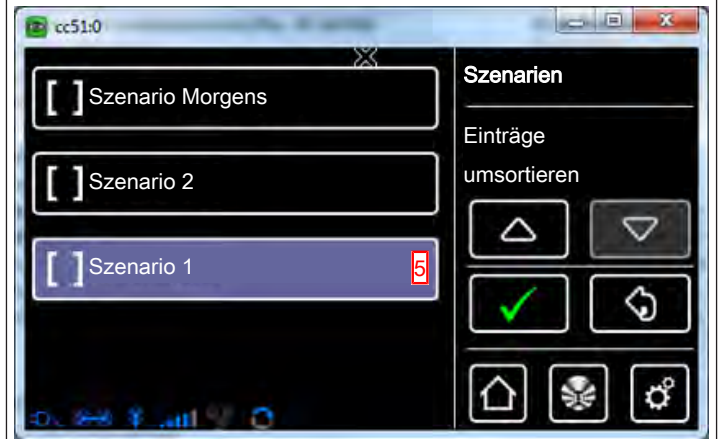 cc51:0
[ ] Szenario Morgens
[ ] Szenario 2
[ ] Szenario 1
5
Szenarien
Einträge
umsortieren